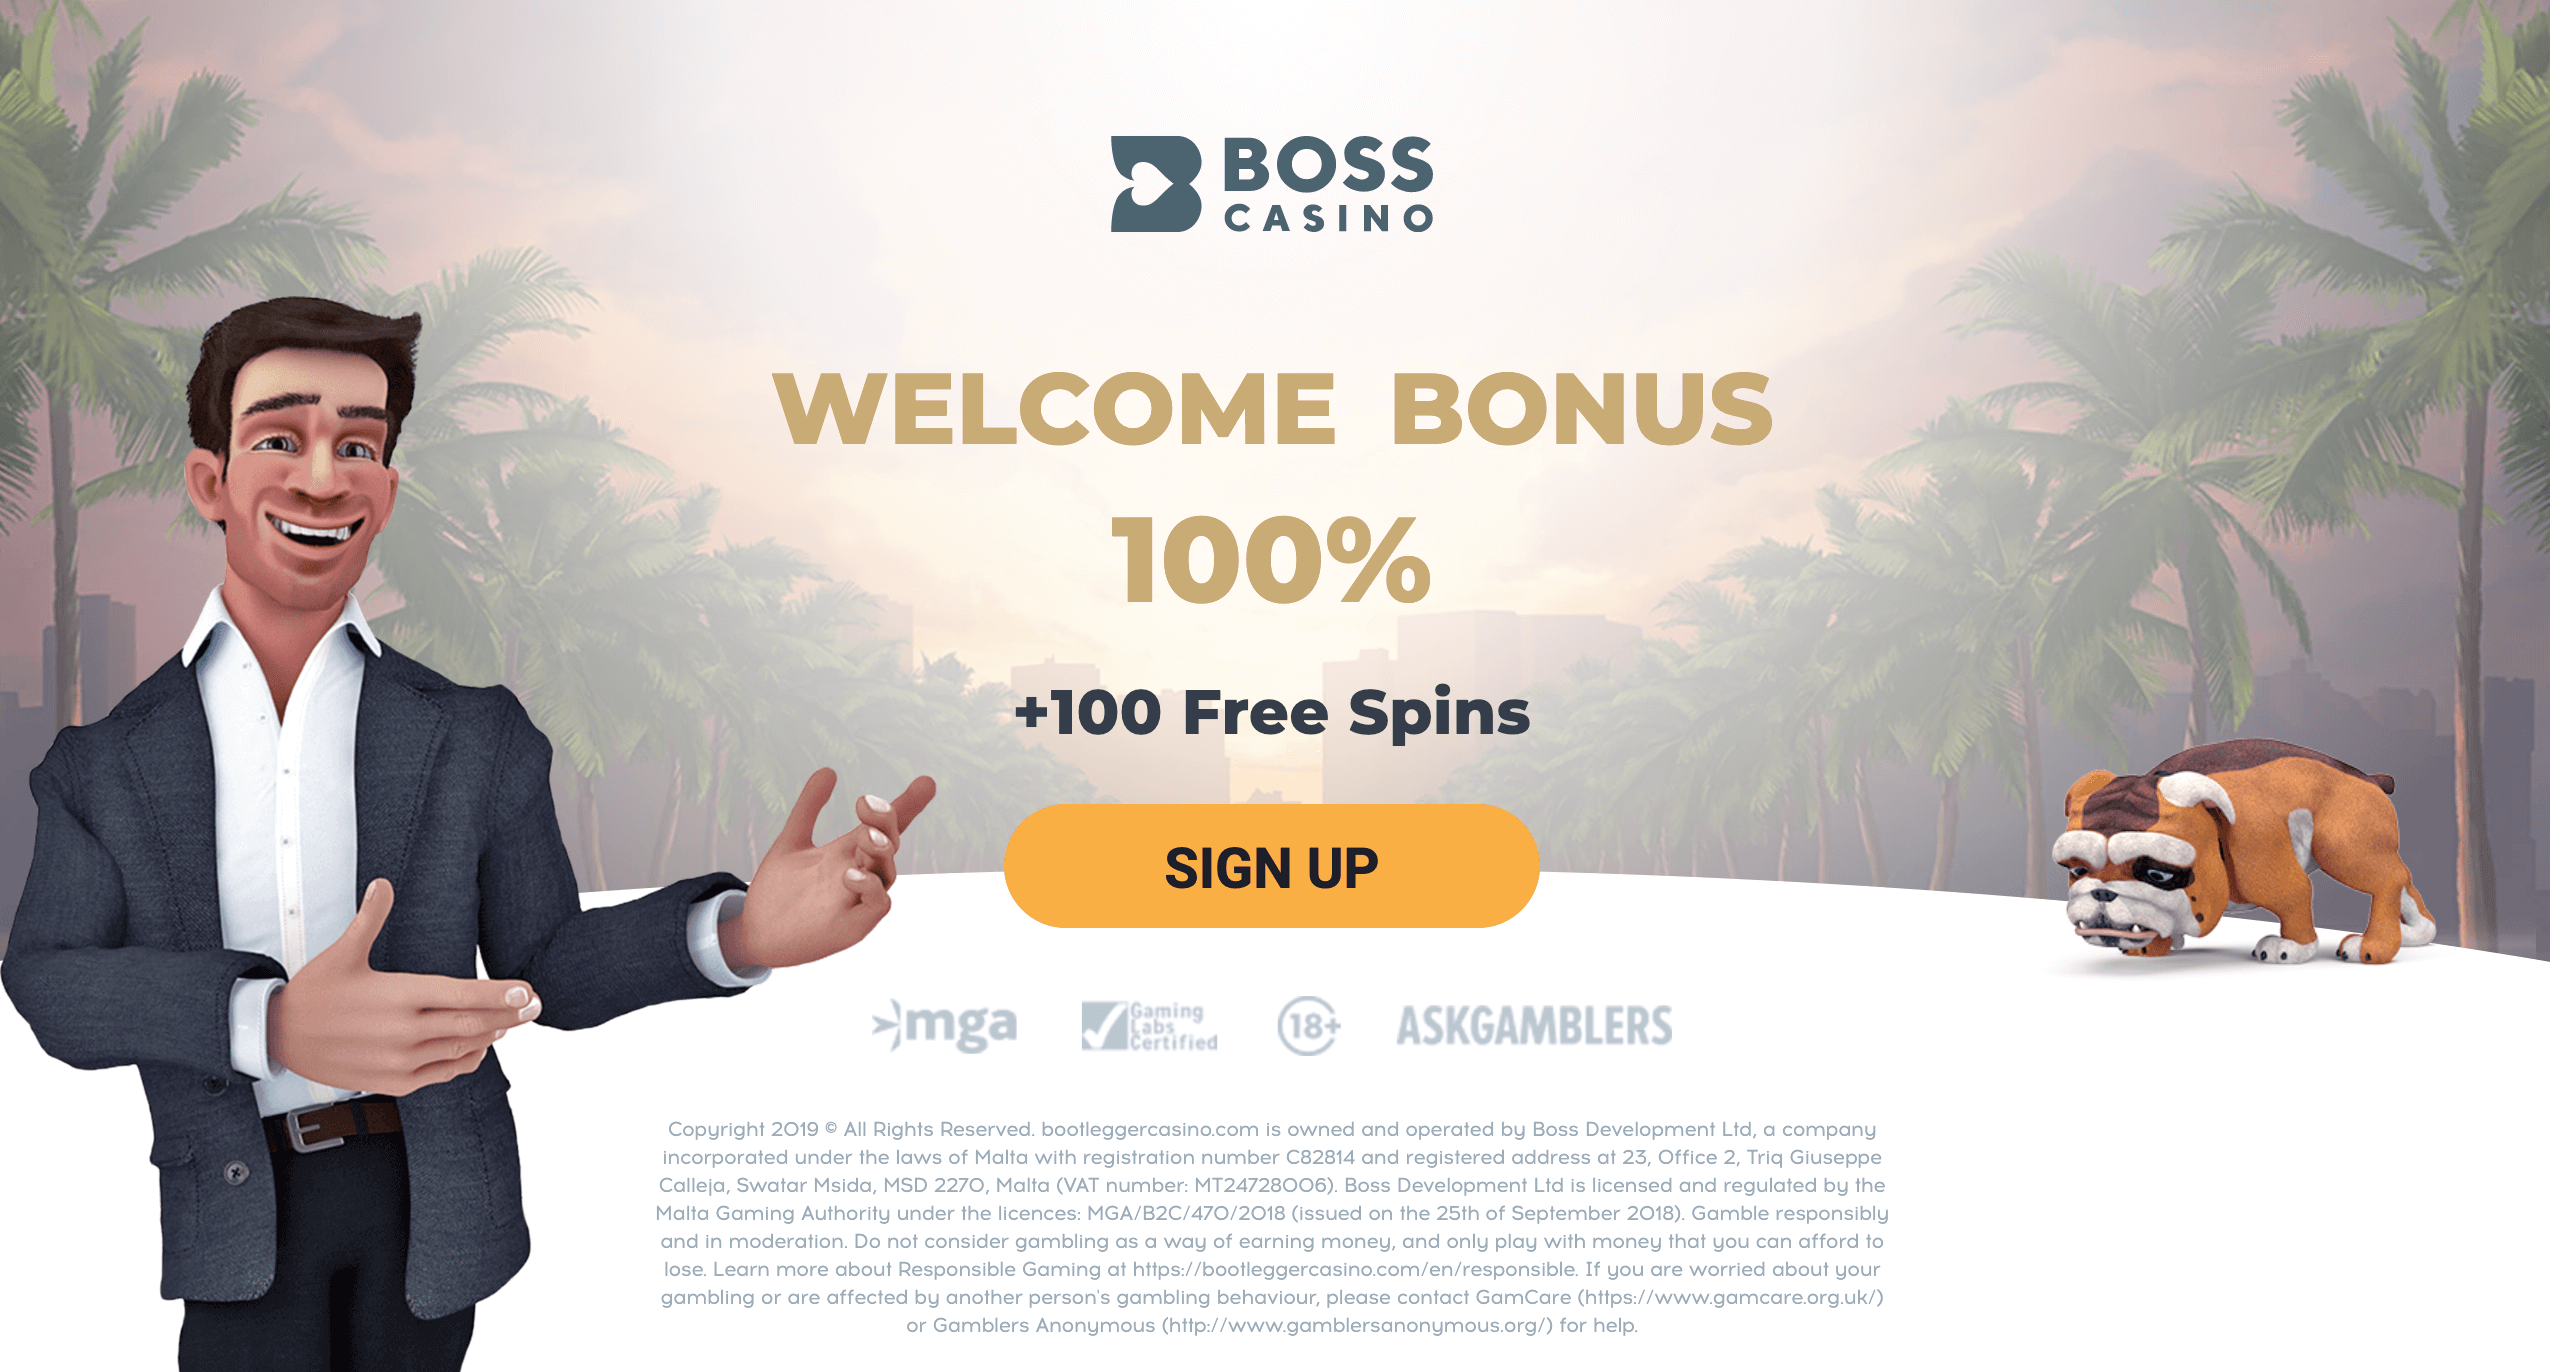 BOSS
CASINO
WELCOME BONUS
100%
+100 Free Spins
SIGN UP
mga
Gaming
Labs
Certified
18+
ASKGAMBLERS
Copyright 2019 © All Rights Reserved. bootleggercasino.com is owned and operated by Boss Development Ltd, a company
incorporated under the laws of Malta with registration number C82814 and registered address at 23, Office 2, Triq Giuseppe
Calleja, Swatar Msida, MSD 2270, Malta (VAT number: MT24728006). Boss Development Ltd is licensed and regulated by the
Malta Gaming Authority under the licences: MGA/B2C/470/2018 (issued on the 25th of September 2018). Gamble responsibly
and in moderation. Do not consider gambling as a way of earning money, and only play with money that you can afford to
lose. Learn more about Responsible Gaming at https://bootleggercasino.com/en/responsible. If you are worried about your
gambling or are affected by another person's gambling behaviour, please contact GamCare (https://www.gamcare.org.uk/)
or Gamblers Anonymous (http://www.gamblersanonymous.org/) for help.